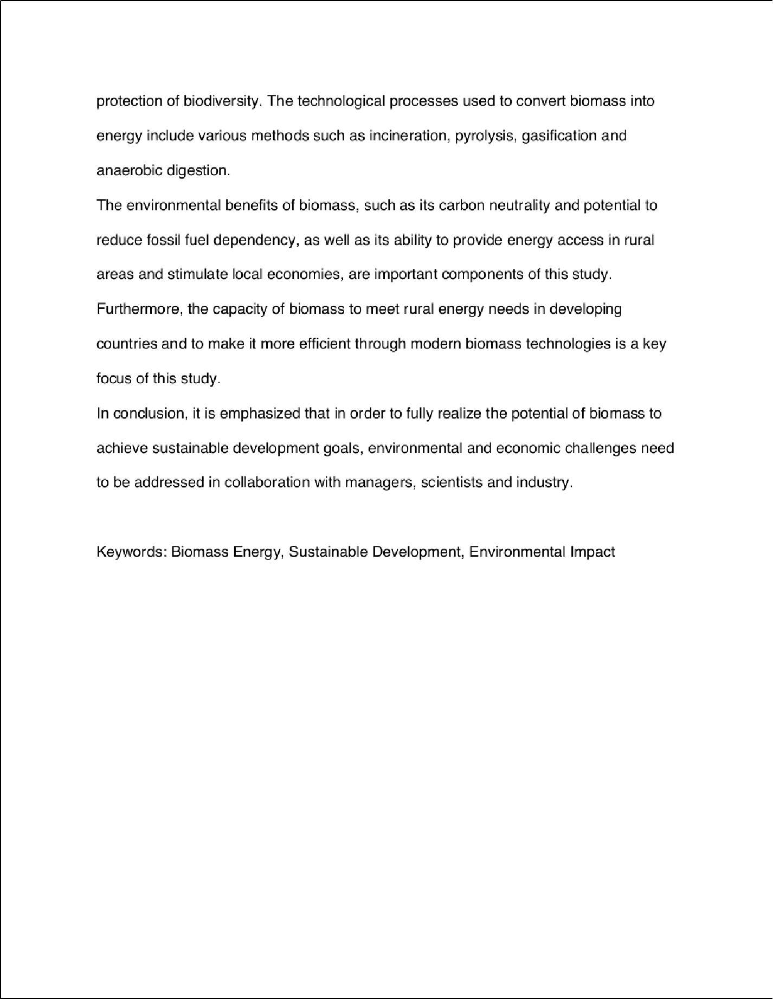 protection of biodiversity. The technological processes used to convert biomass into
energy include various methods such as incineration, pyrolysis, gasification and
anaerobic digestion.
The environmental benefits of biomass, such as its carbon neutrality and potential to
reduce fossil fuel dependency, as well as its ability to provide energy access in rural
areas and stimulate local economies, are important components of this study.
Furthermore, the capacity of biomass to meet rural energy needs in developing
countries and to make it more efficient through modern biomass technologies is a key
focus of this study.
In conclusion, it is emphasized that in order to fully realize the potential of biomass to
achieve sustainable development goals, environmental and economic challenges need
to be addressed in collaboration with managers, scientists and industry.
Keywords: Biomass Energy, Sustainable Development, Environmental Impact